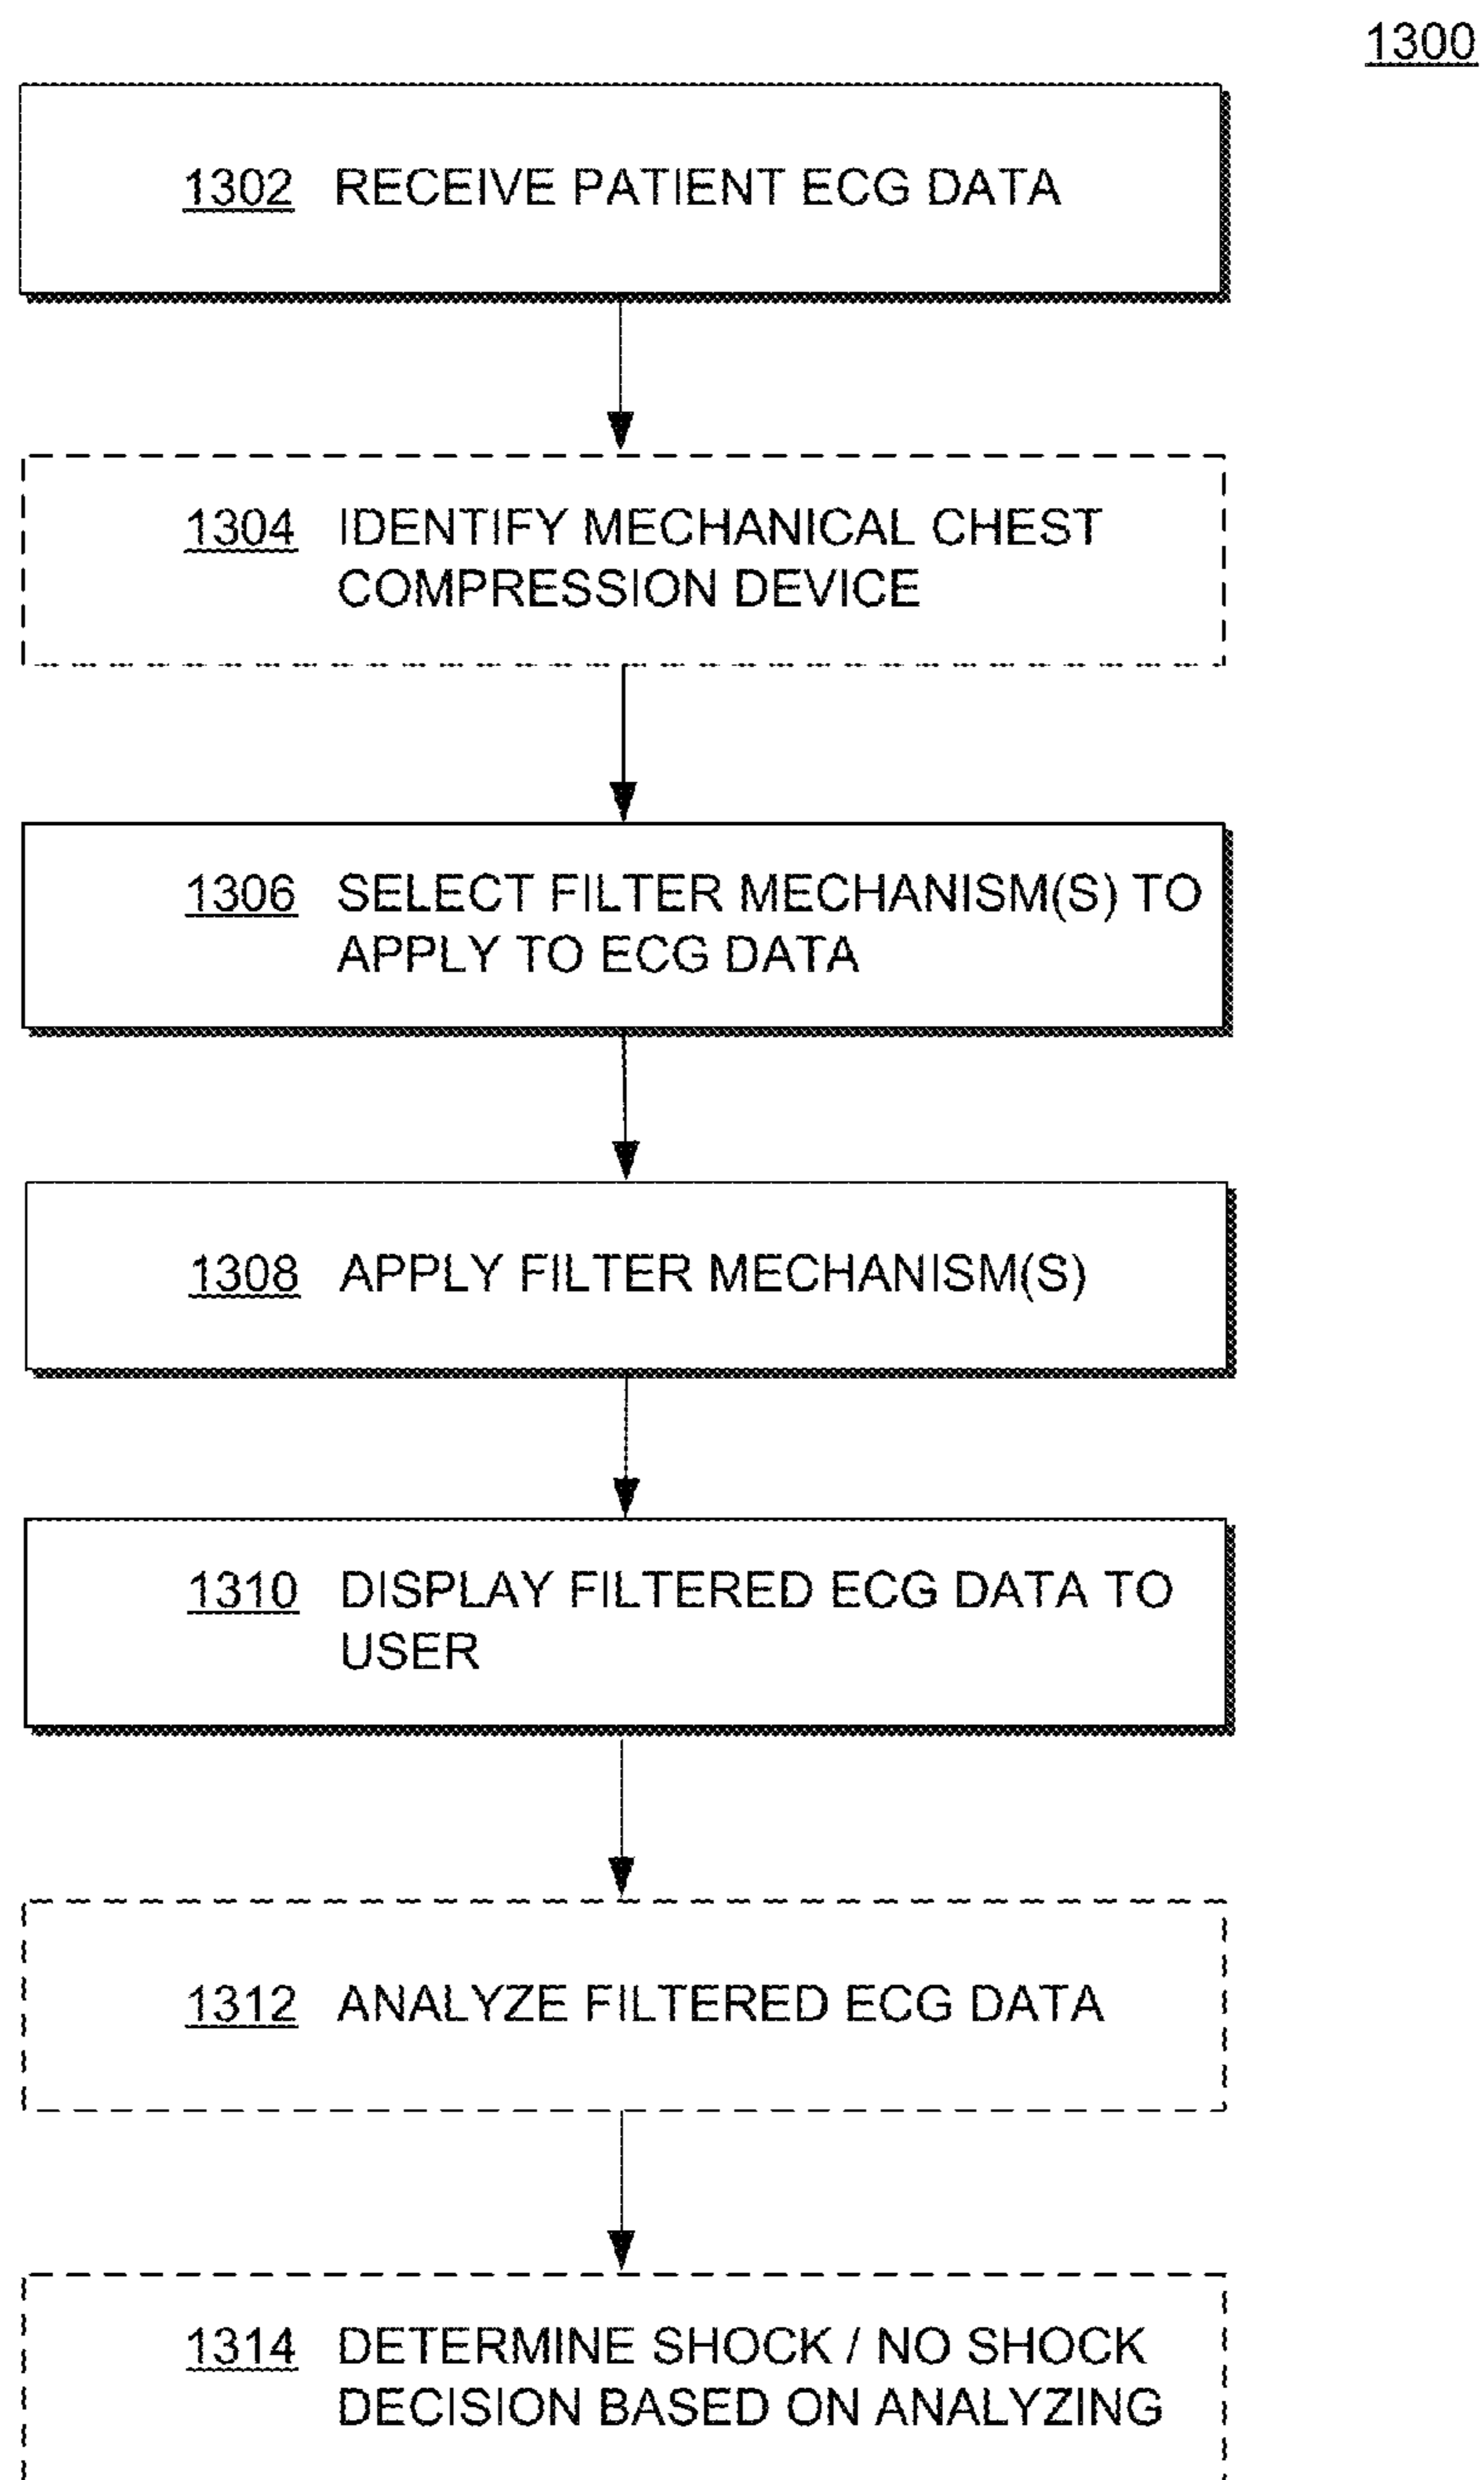 1300
1302 RECEIVE PATIENT ECG DATA
1304 IDENTIFY MECHANICAL CHEST
COMPRESSION DEVICE
1306 SELECT FILTER MECHANISM(S) TO
APPLY TO ECG DATA
1308 APPLY FILTER MECHANISM(S)
1310 DISPLAY FILTERED ECG DATA TO
USER
1312 ANALYZE FILTERED ECG DATA
1314 DETERMINE SHOCK / NO SHOCK
DECISION BASED ON ANALYZING